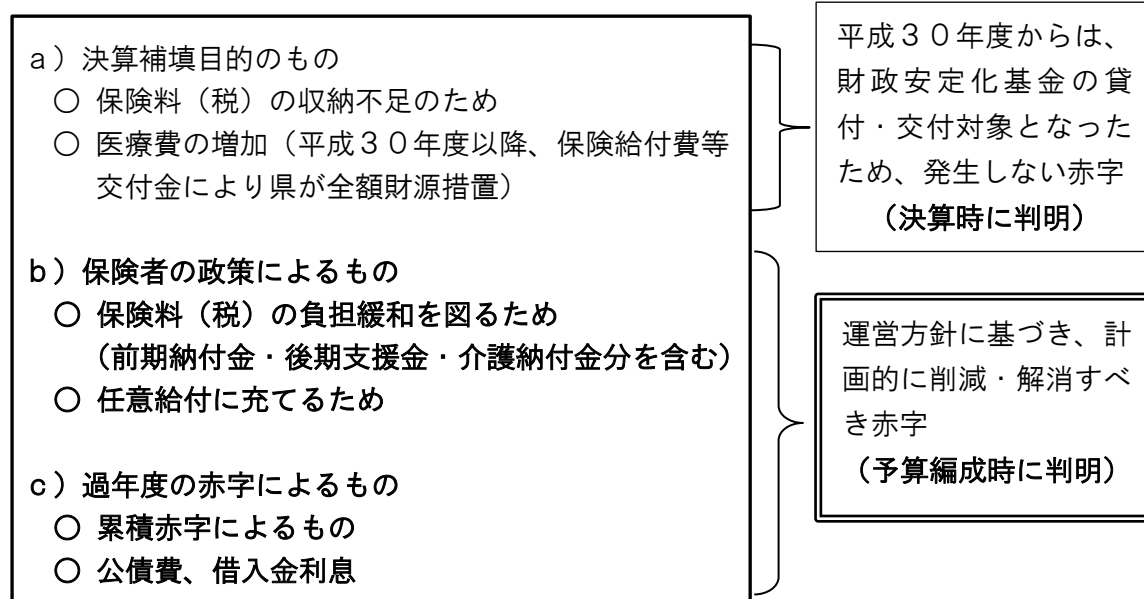 a）決算補填目的のもの
○ 保険料（税）の収納不足のため
○ 医療費の増加（平成３０年度以降、保険給付費等
交付金により県が全額財源措置）
b）保険者の政策によるもの
○ 保険料（税）の負担緩和を図るため
（前期納付金・後期支援金・介護納付金分を含む）
○ 任意給付に充てるため
c）過年度の赤字によるもの
○ 累積赤字によるもの
○ 公債費、借入金利息
平成３０年度からは、
財政安定化基金の貸
付・交付対象となった
ため、発生しない赤字
（決算時に判明）
運営方針に基づき、計
画的に削減・解消すべ
き赤字
（予算編成時に判明）